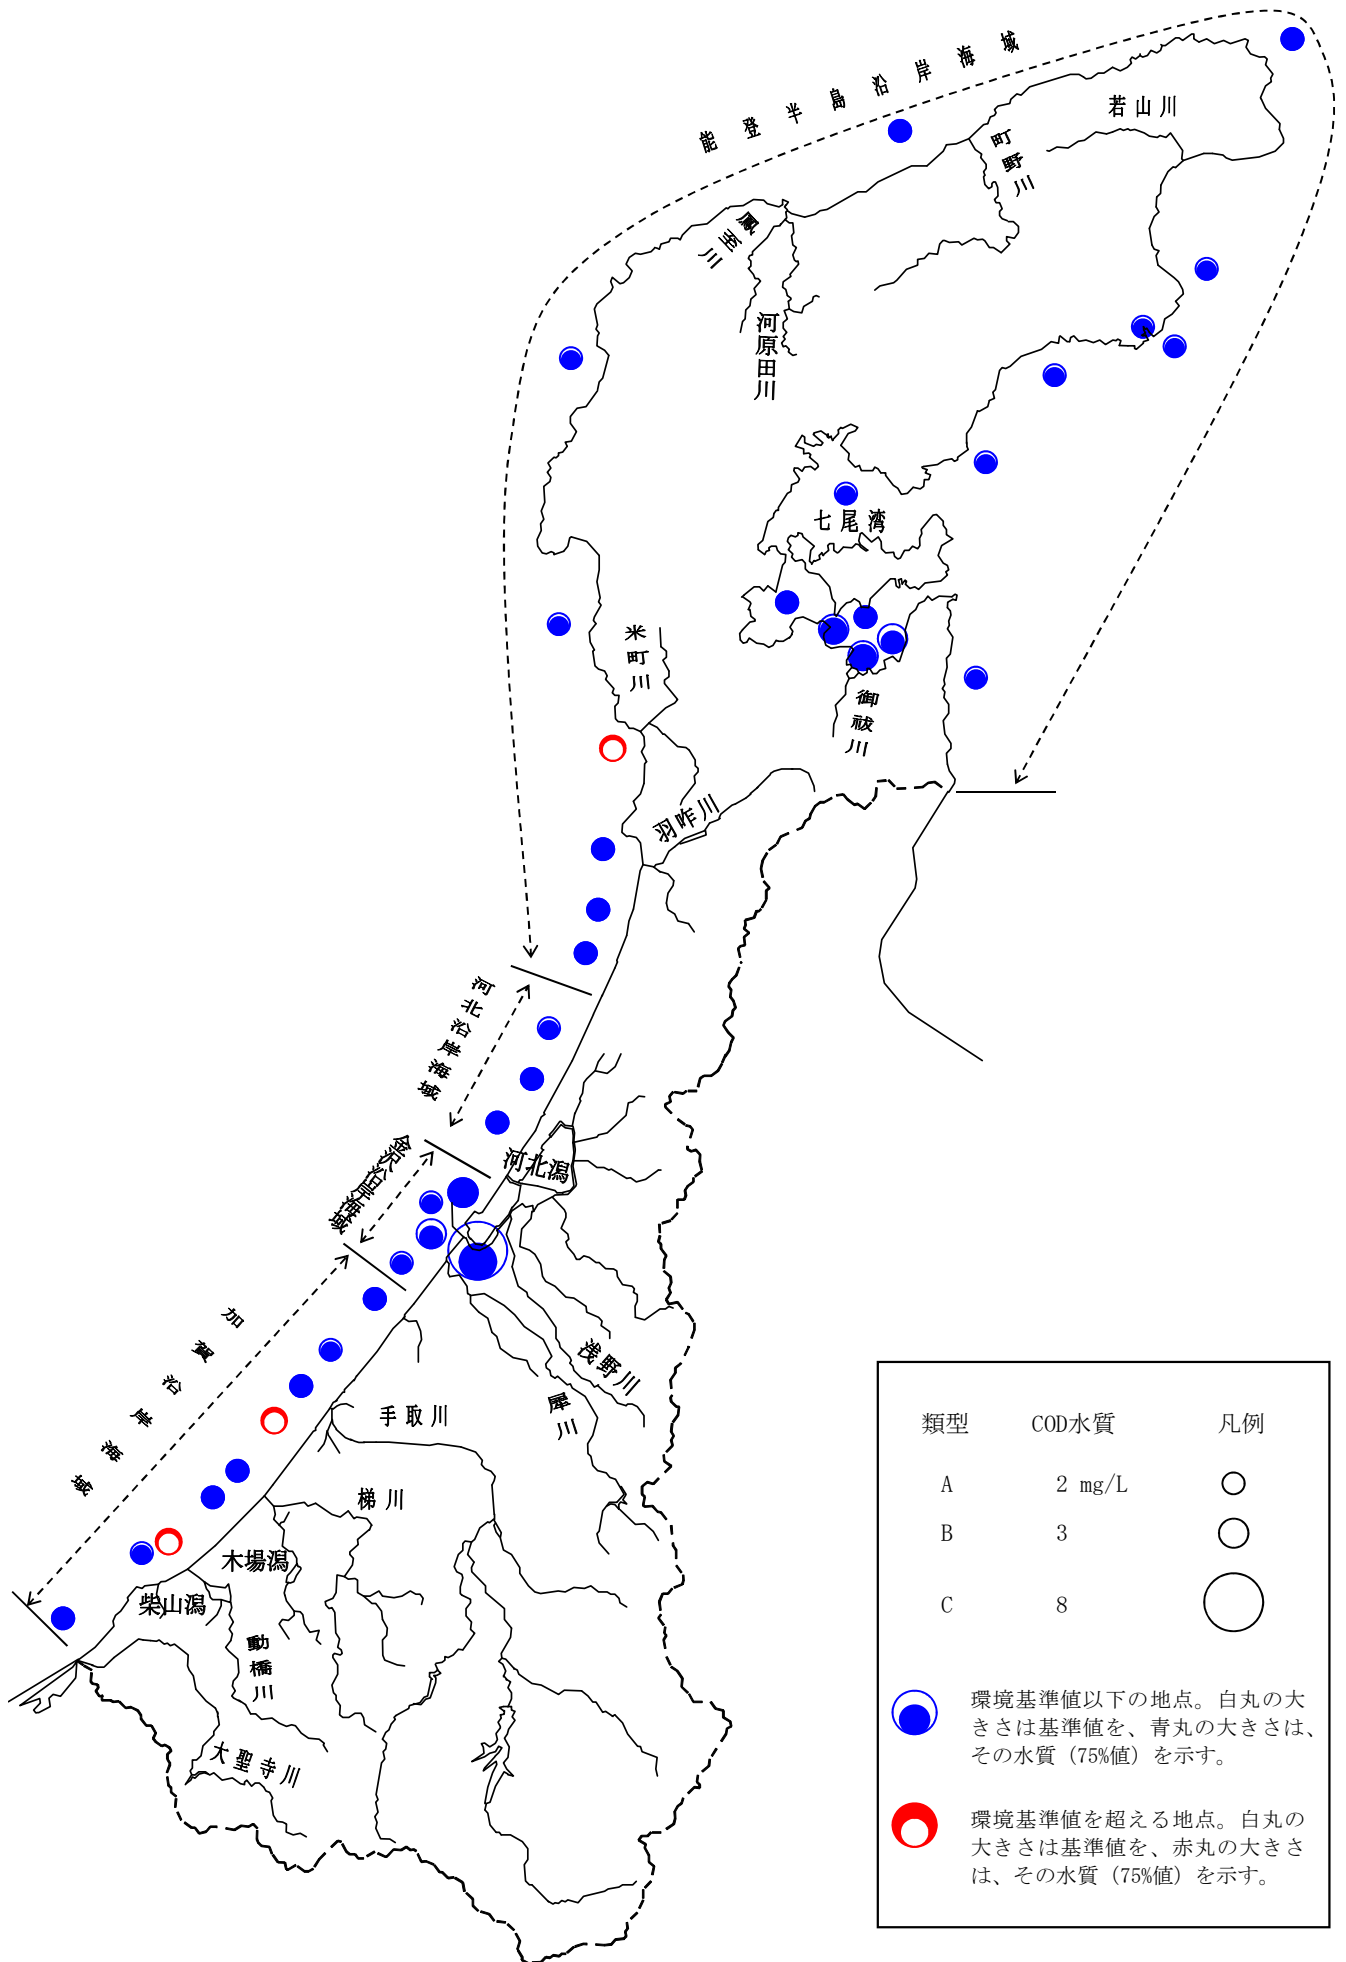 能登半島沿岸海域
若山川
町野川
鳳至川
河原田川
七尾湾
米町川
御祓川
羽咋川
河北沿岸海域
金沢沿岸海域
河北潟
加賀沿岸海域
浅野川
犀川
手取川
梯川
木場潟
柴山潟
動橋川
大聖寺川
類型 COD水質 凡例
A 2 mg/L
B 3
C 8
環境基準値以下の地点。白丸の大
きさは基準値を、青丸の大きさは、
その水質（75%値）を示す。
環境基準値を超える地点。白丸の
大きさは基準値を、赤丸の大きさ
は、その水質（75%値）を示す。